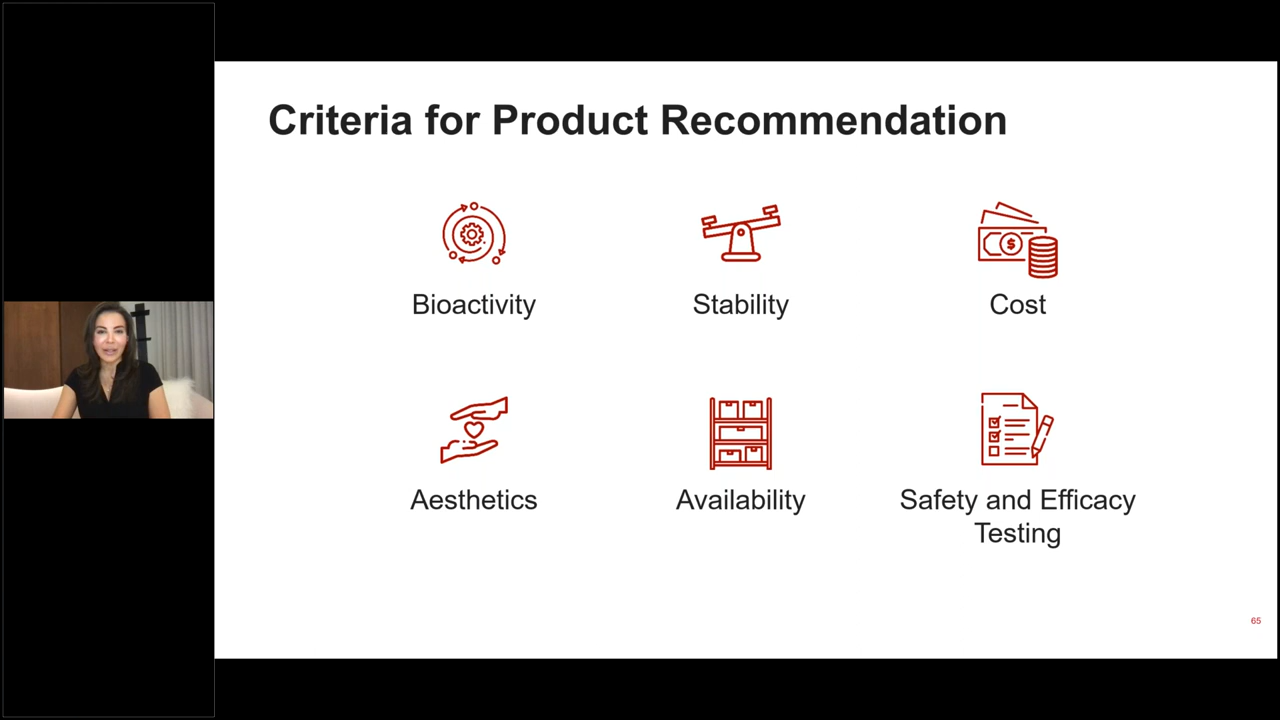 Criteria for Product Recommendation
Bioactivity
Stability
Cost
Aesthetics
Availability
Safety and Efficacy
Testing
65